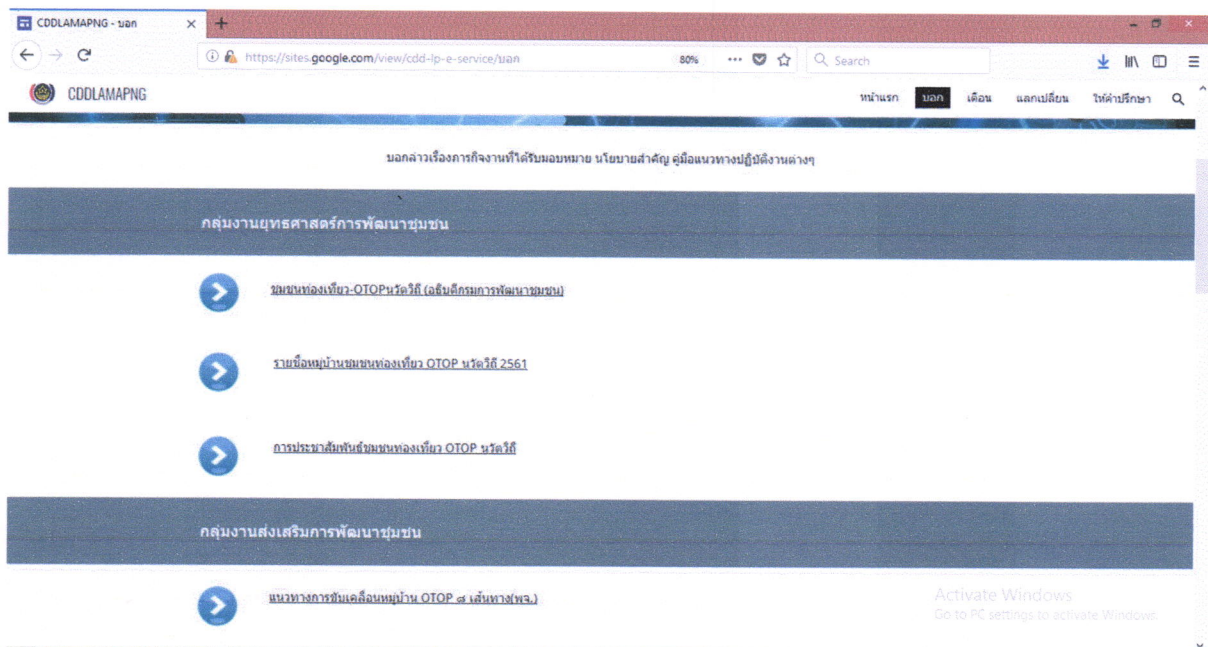 CDDLAMAPNG - บอก
https://sites.google.com/view/cdd-lp-e-service/บอก
80%
Search
CDDLAMAPNG
หน้าแรก บอก เตือน แลกเปลี่ยน ให้คำปรึกษา
บอกล่าวเรื่องภารกิจงานที่ได้รับมอบหมาย นโยบายสำคัญ คู่มือแนวทางปฏิบัติงานต่างๆ
กลุ่มงานยุทธศาสตร์การพัฒนาชุมชน
ชุมชนท่องเที่ยว-OTOPนวัตวิถี (อธิบดีกรมการพัฒนาชุมชน)
รายชื่อหมู่บ้านชุมชนท่องเที่ยว OTOP นวัตวิถี 2561
การประชาสัมพันธ์ชุมชนท่องเที่ยว OTOP นวัตวิถี
กลุ่มงานส่งเสริมการพัฒนาชุมชน
แนวทางการขับเคลื่อนหมู่บ้าน OTOP ๘ เส้นทาง(พจ.)
Activate Windows
Go to PC settings to activate Windows